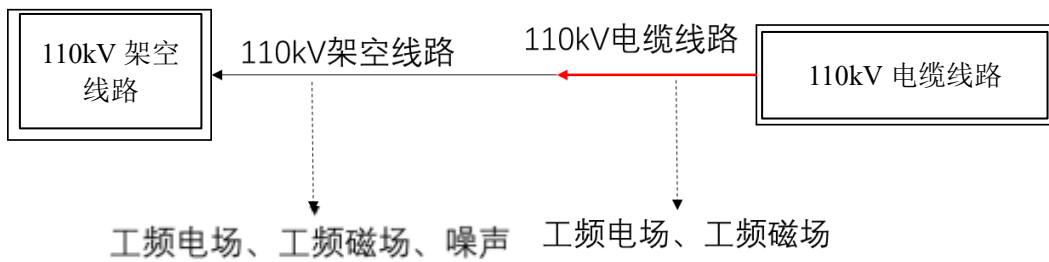 110kV 架空
线路
110kV架空线路
110kV电缆线路
110kV 电缆线路
工频电场、工频磁场、噪声
工频电场、工频磁场